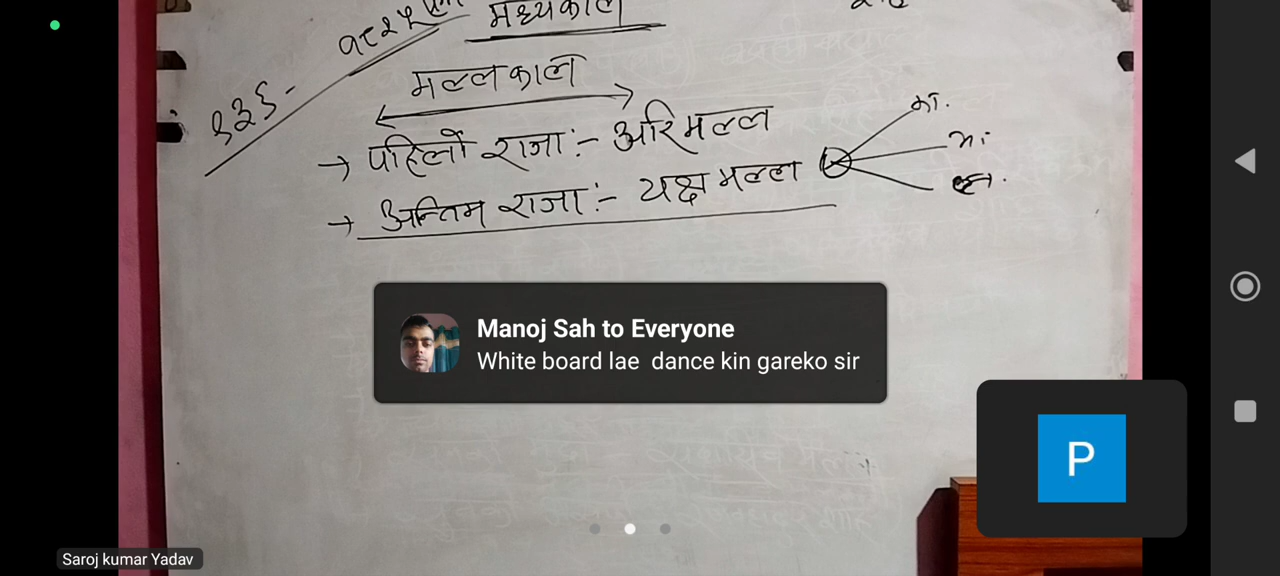 मध्यकाल
मल्लकाल
→ पहिलो राजा:- अरिमल्ल
→ अन्तिम राजा:- यक्ष मल्ल
का.
Manoj Sah to Everyone
White board lae dance kin gareko sir
P
Saroj kumar Yadav